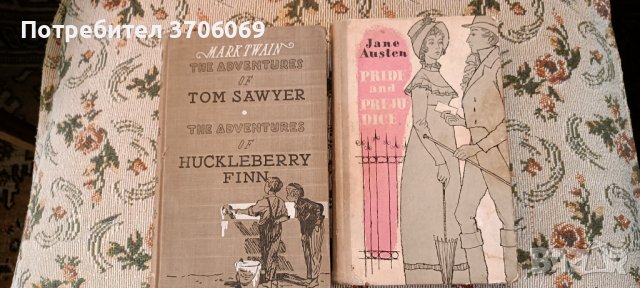 Потребител 3706069
MARK TWAIN
THE ADVENTURES
OF
TOM SAWYER
THE ADVENTURES
OF
HUCKLEBERRY
FINN
Jane
Austen
PRIDE
and
PREJU
DICE